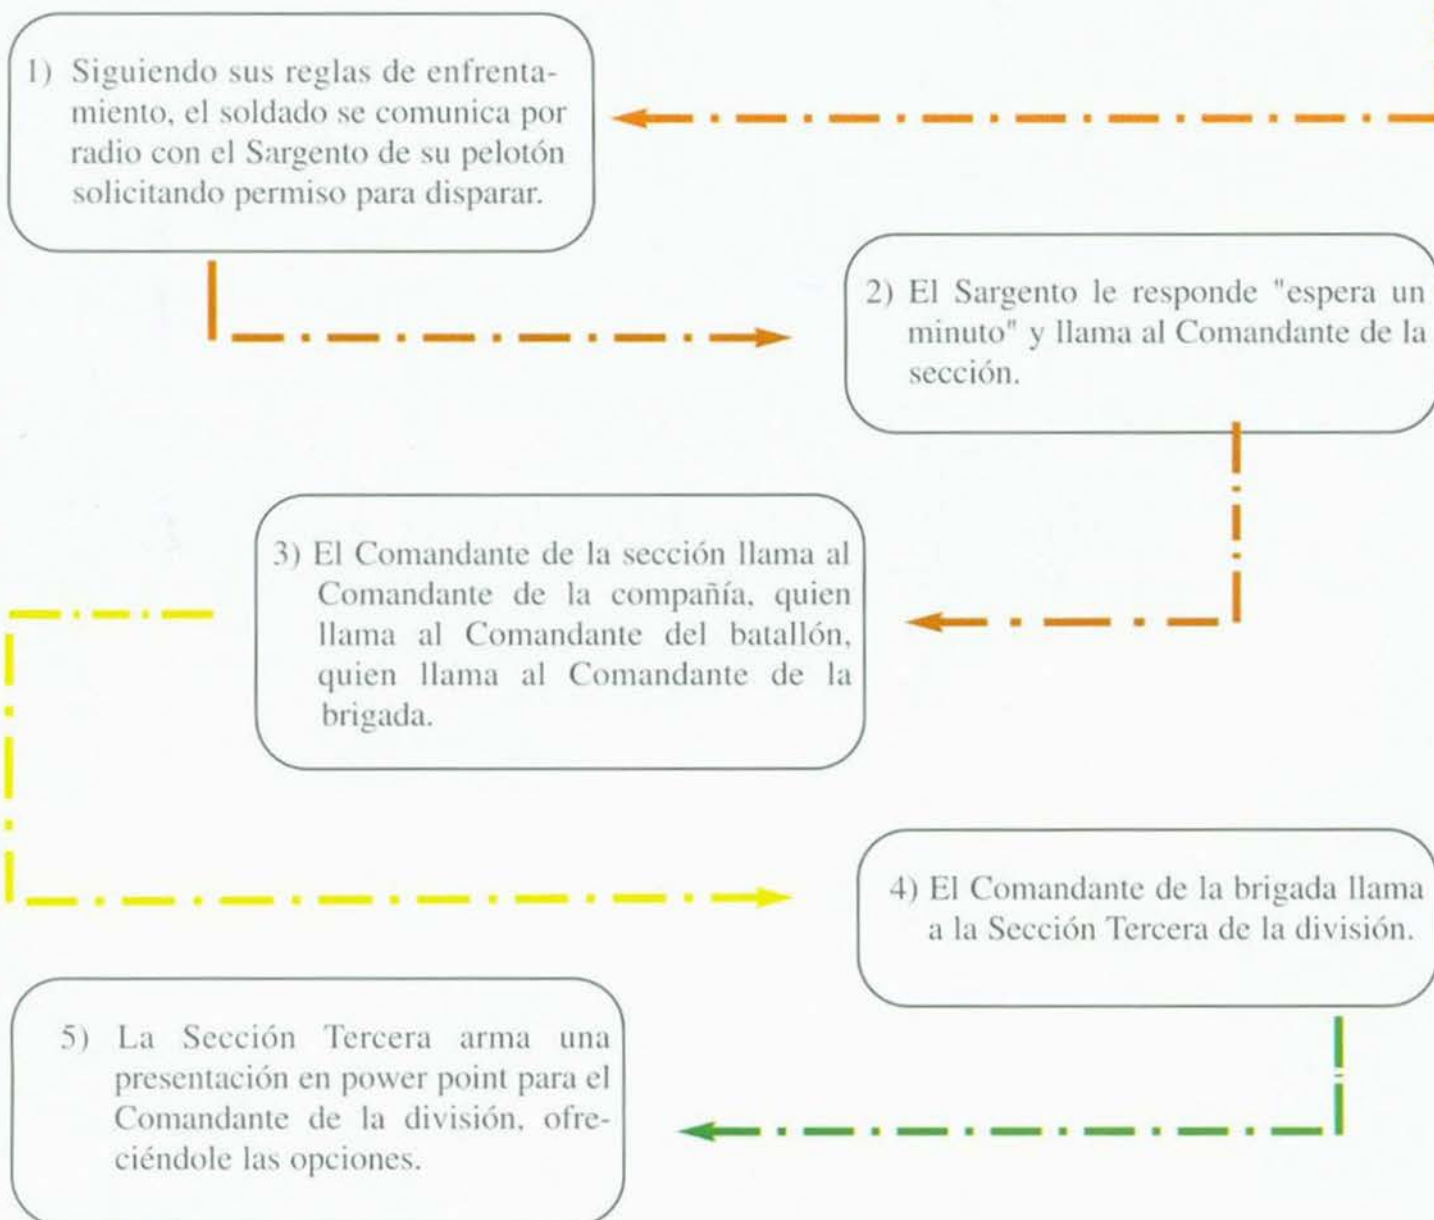 1) Siguiendo sus reglas de enfrenta-
miento, el soldado se comunica por
radio con el Sargento de su pelotón
solicitando permiso para disparar.
2) El Sargento le responde "espera un
minuto" y llama al Comandante de la
sección.
3) El Comandante de la sección llama al
Comandante de la compañía, quien
llama al Comandante del batallón,
quien llama al Comandante de la
brigada.
4) El Comandante de la brigada llama
a la Sección Tercera de la división.
5) La Sección Tercera arma una
presentación en power point para el
Comandante de la división, ofre-
ciéndole las opciones.